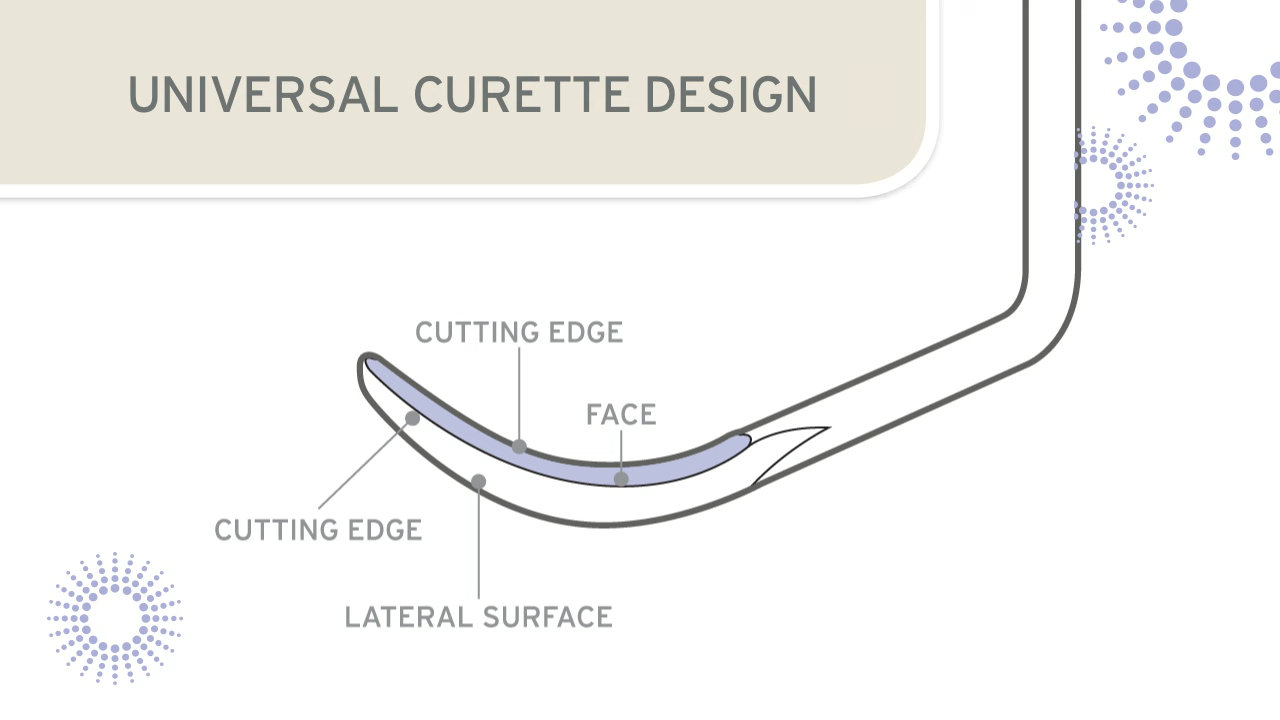 UNIVERSAL CURETTE DESIGN
CUTTING EDGE
FACE
CUTTING EDGE
LATERAL SURFACE